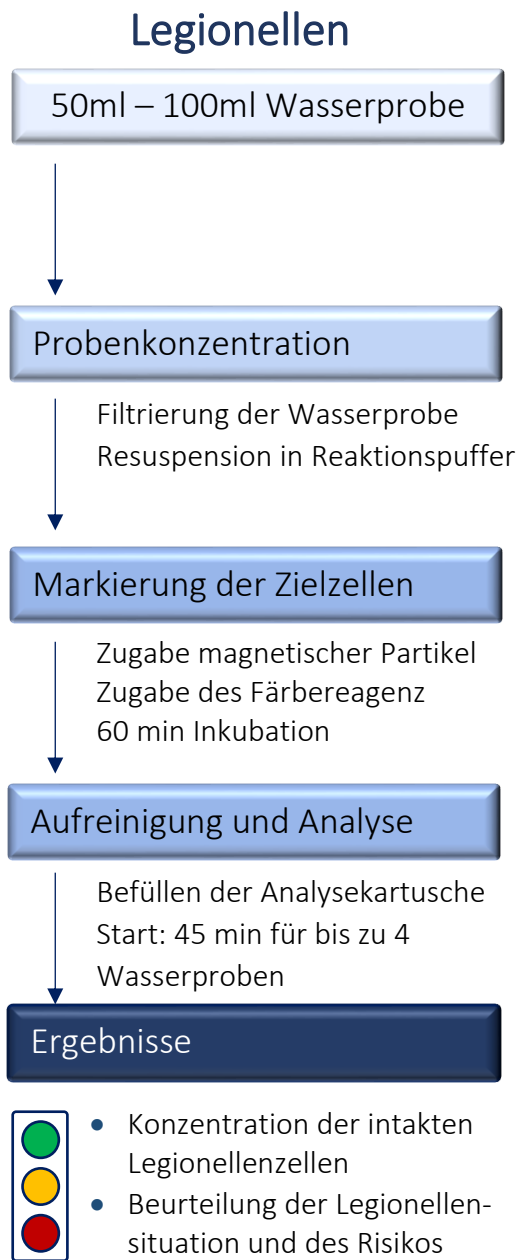 Legionellen
50ml – 100ml Wasserprobe
Probenkonzentration
Filtrierung der Wasserprobe
Resuspension in Reaktionspuffer
Markierung der Zielzellen
Zugabe magnetischer Partikel
Zugabe des Färbereagenz
60 min Inkubation
Aufreinigung und Analyse
Befüllen der Analysekartusche
Start: 45 min für bis zu 4
Wasserproben
Ergebnisse
• Konzentration der intakten
Legionellenzellen
• Beurteilung der Legionellen-
situation und des Risikos